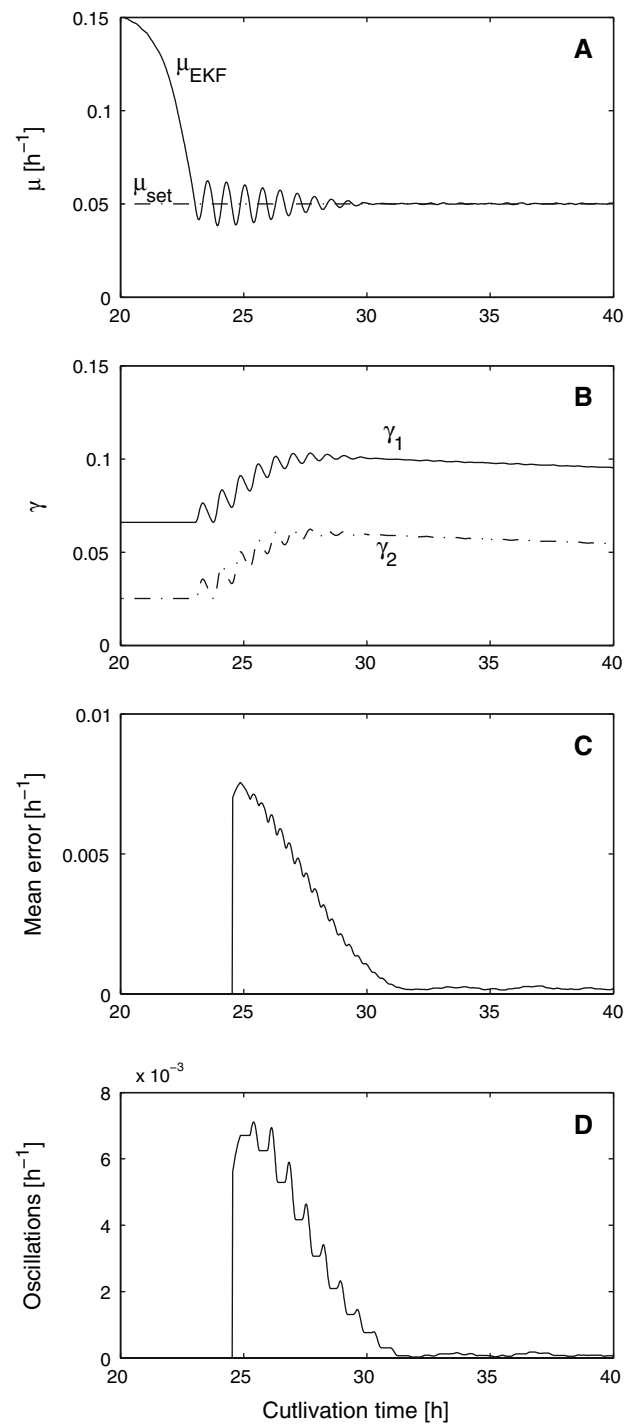 0.15
A
μEKF
0.1
μ [h−1]
μset
0.05
0
20 25 30 35 40
0.15
B
γ1
0.1
γ
0.05
γ2
0
20 25 30 35 40
0.01
C
Mean error [h−1]
0.005
0
20 25 30 35 40
x 10−3
8
D
6
Oscillations [h−1]
4
2
0
20 25 30 35 40
Cutlivation time [h]